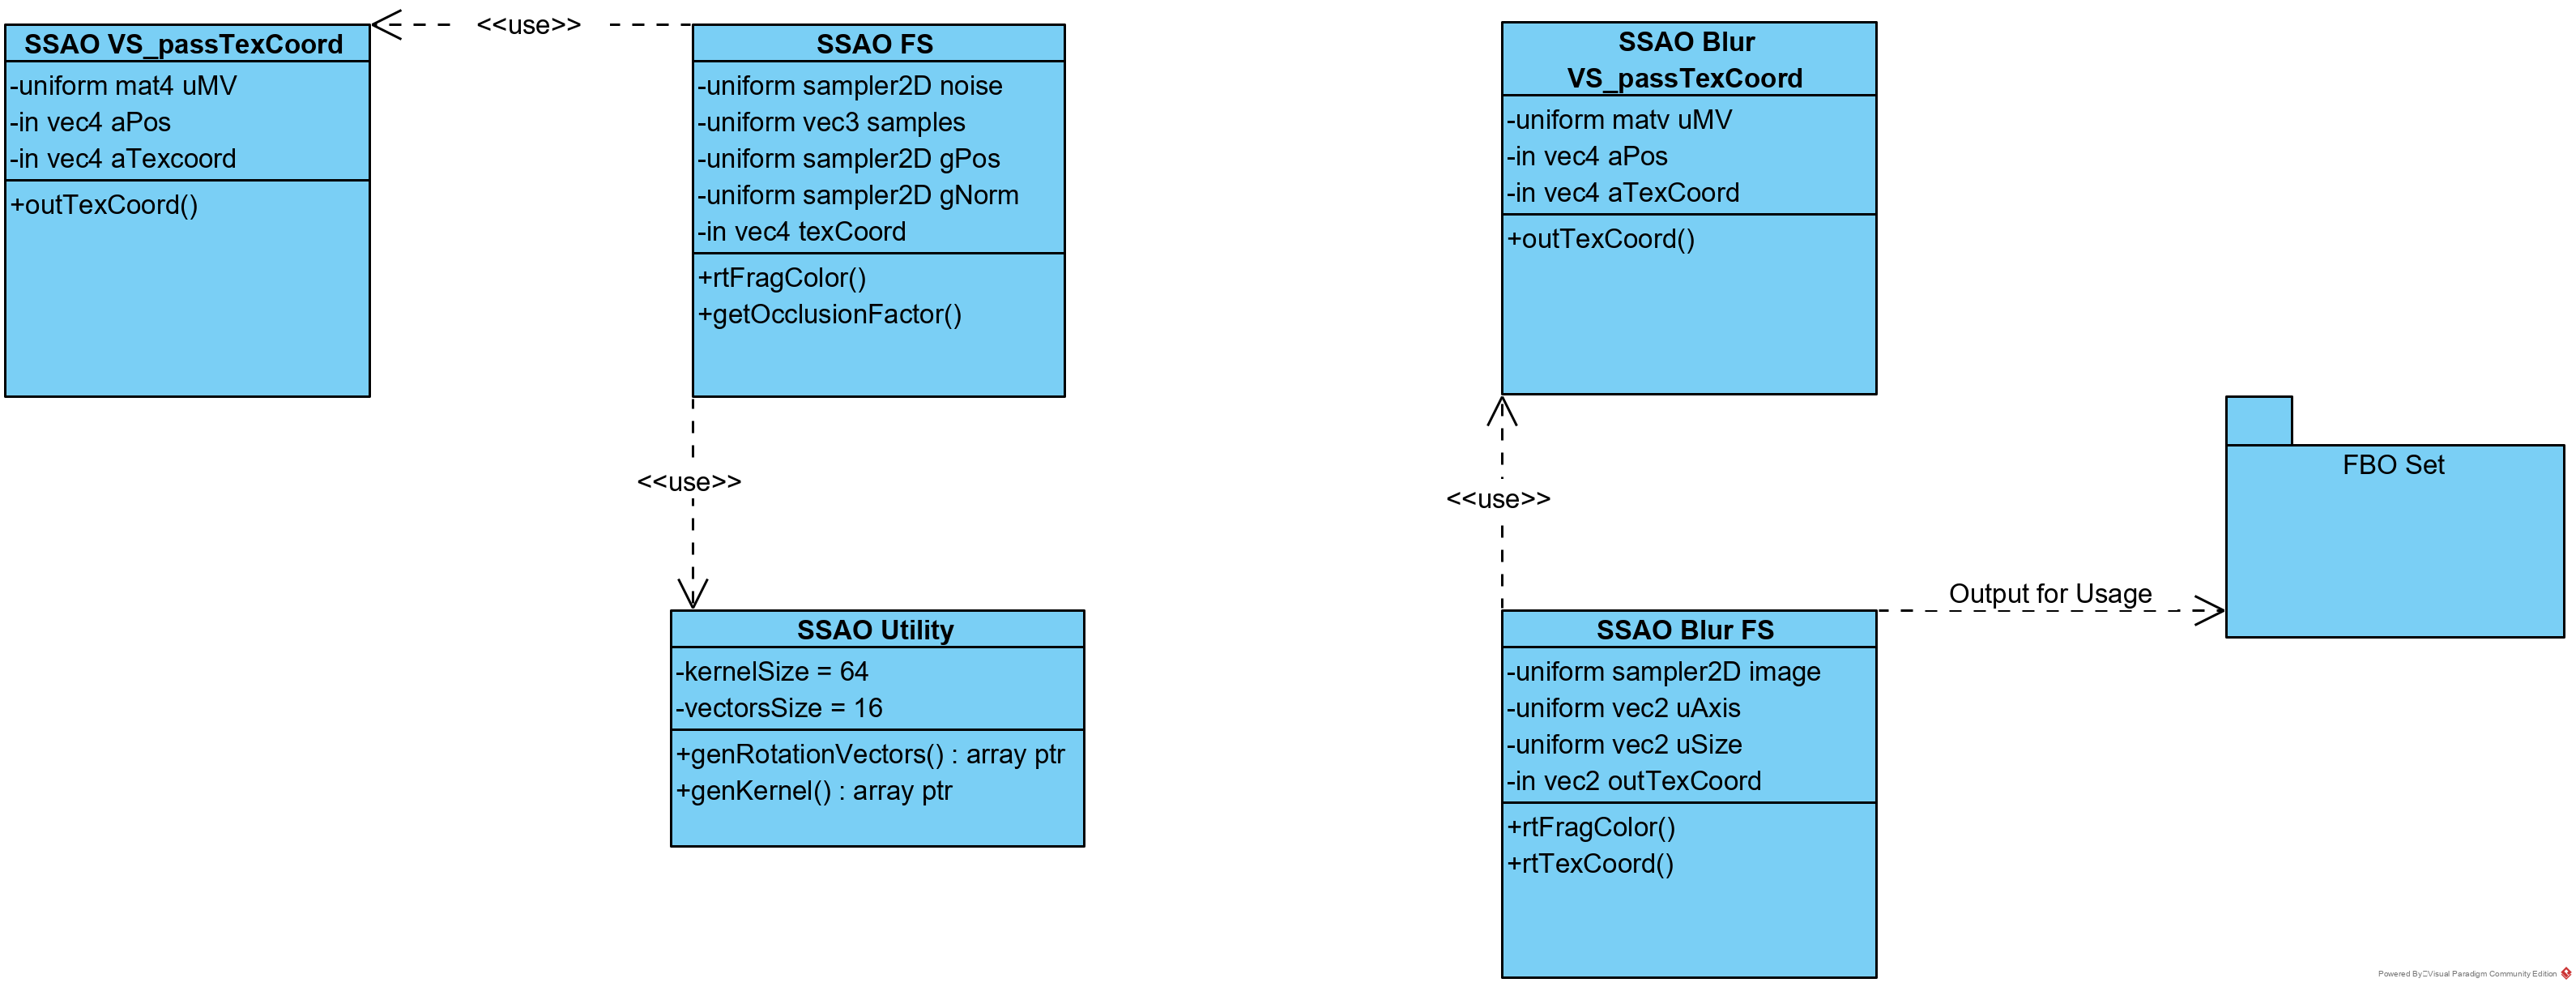 <<use>>
SSAO VS_passTexCoord
-uniform mat4 uMV
-in vec4 aPos
-in vec4 aTexcoord
+outTexCoord()
SSAO FS
-uniform sampler2D noise
-uniform vec3 samples
-uniform sampler2D gPos
-uniform sampler2D gNorm
-in vec4 texCoord
+rtFragColor()
+getOcclusionFactor()
<<use>>
SSAO Utility
-kernelSize = 64
-vectorsSize = 16
+genRotationVectors() : array ptr
+genKernel() : array ptr
SSAO Blur
VS_passTexCoord
-uniform matv uMV
-in vec4 aPos
-in vec4 aTexCoord
+outTexCoord()
<<use>>
SSAO Blur FS
-uniform sampler2D image
-uniform vec2 uAxis
-uniform vec2 uSize
-in vec2 outTexCoord
+rtFragColor()
+rtTexCoord()
Output for Usage
FBO Set
Powered By Visual Paradigm Community Edition